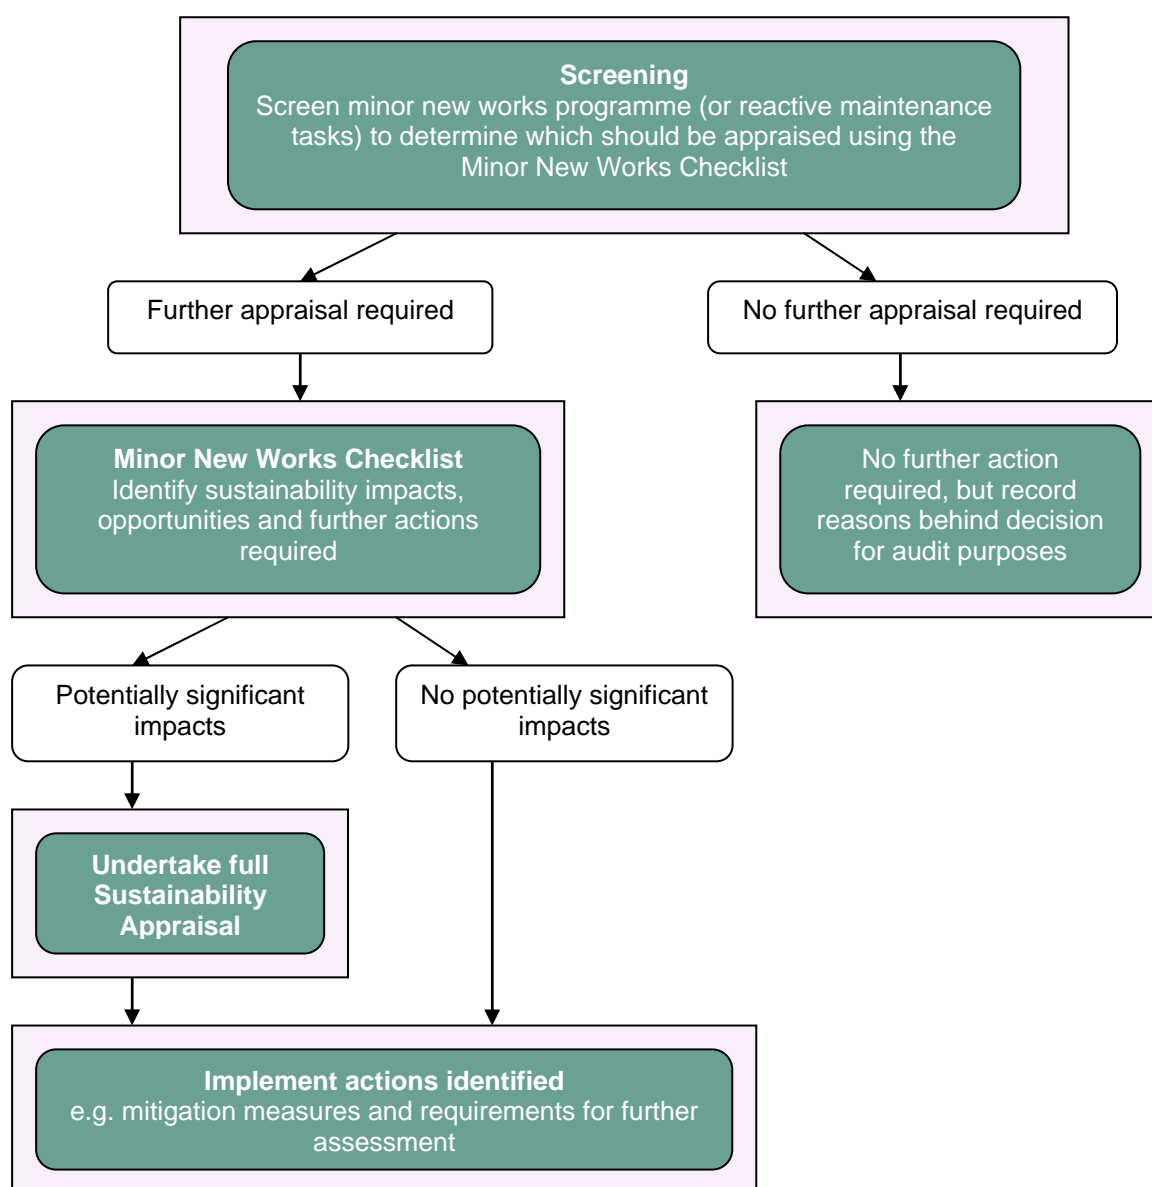 Screening
Screen minor new works programme (or reactive maintenance
tasks) to determine which should be appraised using the
Minor New Works Checklist
Further appraisal required
No further appraisal required
Minor New Works Checklist
Identify sustainability impacts,
opportunities and further actions
required
No further action
required, but record
reasons behind decision
for audit purposes
Potentially significant
impacts
No potentially significant
impacts
Undertake full
Sustainability
Appraisal
Implement actions identified
e.g. mitigation measures and requirements for further
assessment